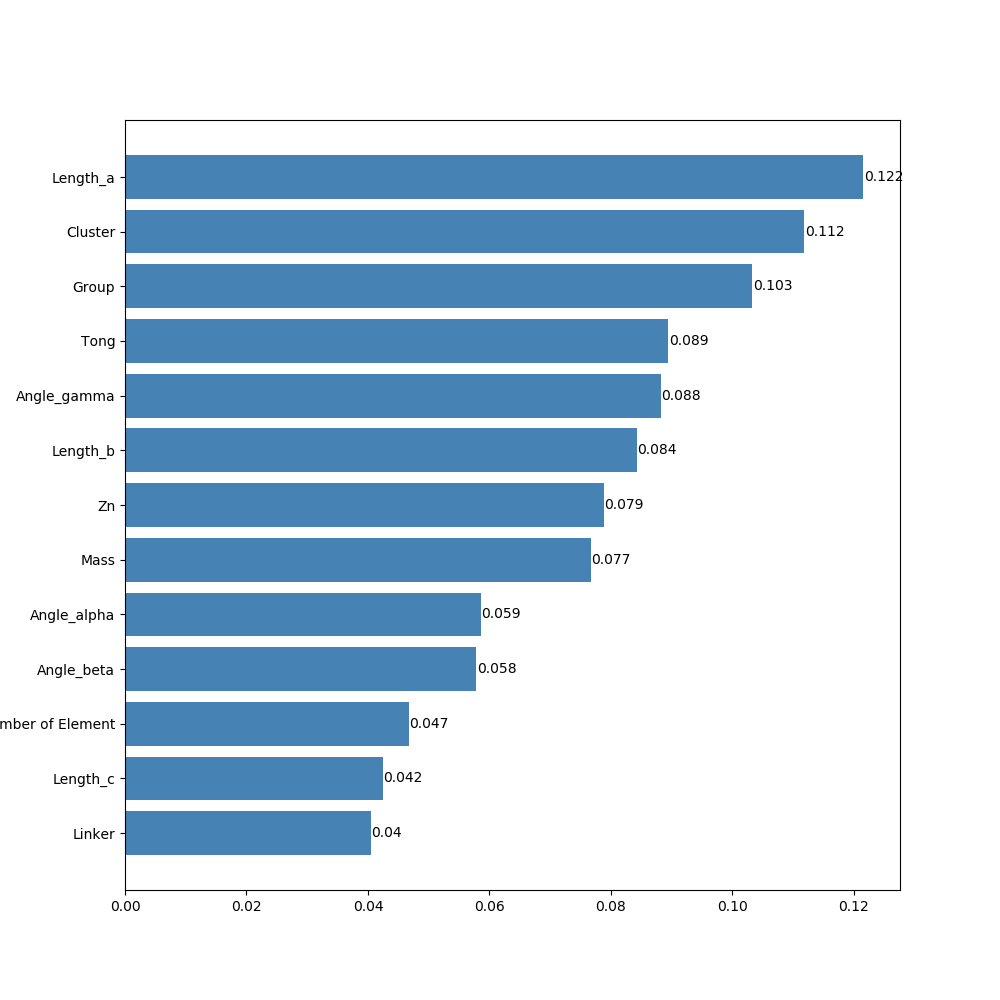 Length_a 0.122
Cluster 0.112
Group 0.103
Tong 0.089
Angle_gamma 0.088
Length_b 0.084
Zn 0.079
Mass 0.077
Angle_alpha 0.059
Angle_beta 0.058
mber of Element 0.047
Length_c 0.042
Linker 0.04
0.00 0.02 0.04 0.06 0.08 0.10 0.12